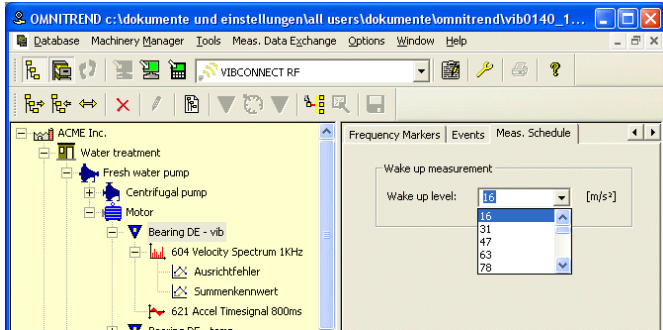 OMNITREND c:\dokumente und einstellungen\all users\dokumente\omnitrend\vib0140_1...
Database Machinery Manager Tools Meas. Data Exchange Options Window Help
VIBCONNECT RF
ACME Inc.
Water treatment
Fresh water pump
Centrifugal pump
Motor
Bearing DE - vib
604 Velocity Spectrum 1KHz
Ausrichtfehler
Summenkennwert
621 Accel Timesignal 800ms
Bearing DE - temp
Frequency Markers Events Meas. Schedule
Wake up measurement
Wake up level: 16 [m/s²]
16
31
47
63
78